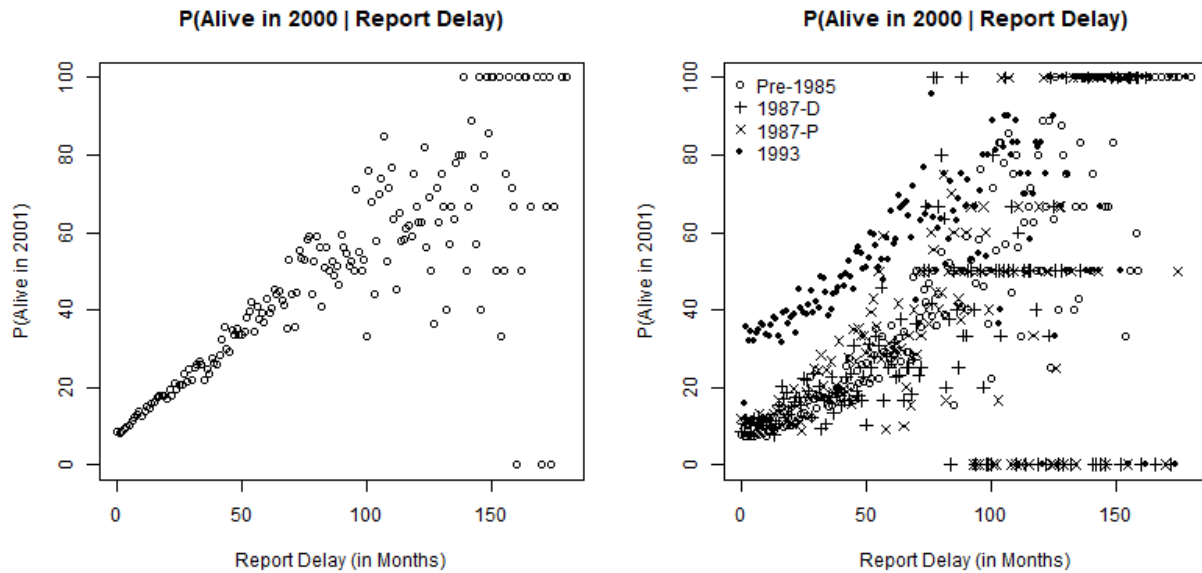 P(Alive in 2000 | Report Delay)
P(Alive in 2001)
100
80
60
40
20
0
0
50
100
150
Report Delay (in Months)
P(Alive in 2000 | Report Delay)
P(Alive in 2001)
100
80
60
40
20
0
Pre-1985
1987-D
1987-P
1993
0
50
100
150
Report Delay (in Months)